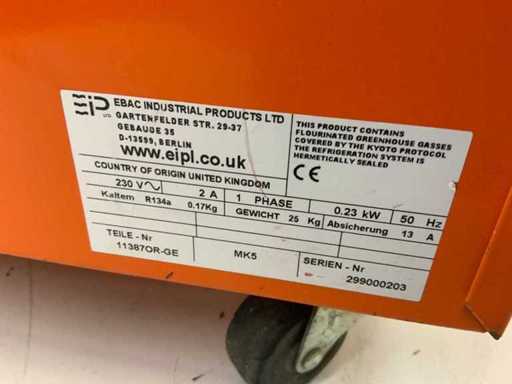 EIP LTD
EBAC INDUSTRIAL PRODUCTS LTD
GARTENFELDER STR. 29-37
GEBAUDE 35
D-13599, BERLIN
www.eipl.co.uk
THIS PRODUCT CONTAINS
FLOURINATED GREENHOUSE GASSES
COVERED BY THE KYOTO PROTOCOL
THE REFRIGERATION SYSTEM IS
HERMETICALLY SEALED
CE
COUNTRY OF ORIGIN UNITED KINGDOM
230 V 2 A 1 PHASE 0.23 kW 50 Hz
Kaltem R134a 0.17Kg GEWICHT 25 Kg Absicherung 13 A
TEILE - Nr
11387OR-GE
MK5
SERIEN - Nr
299000203